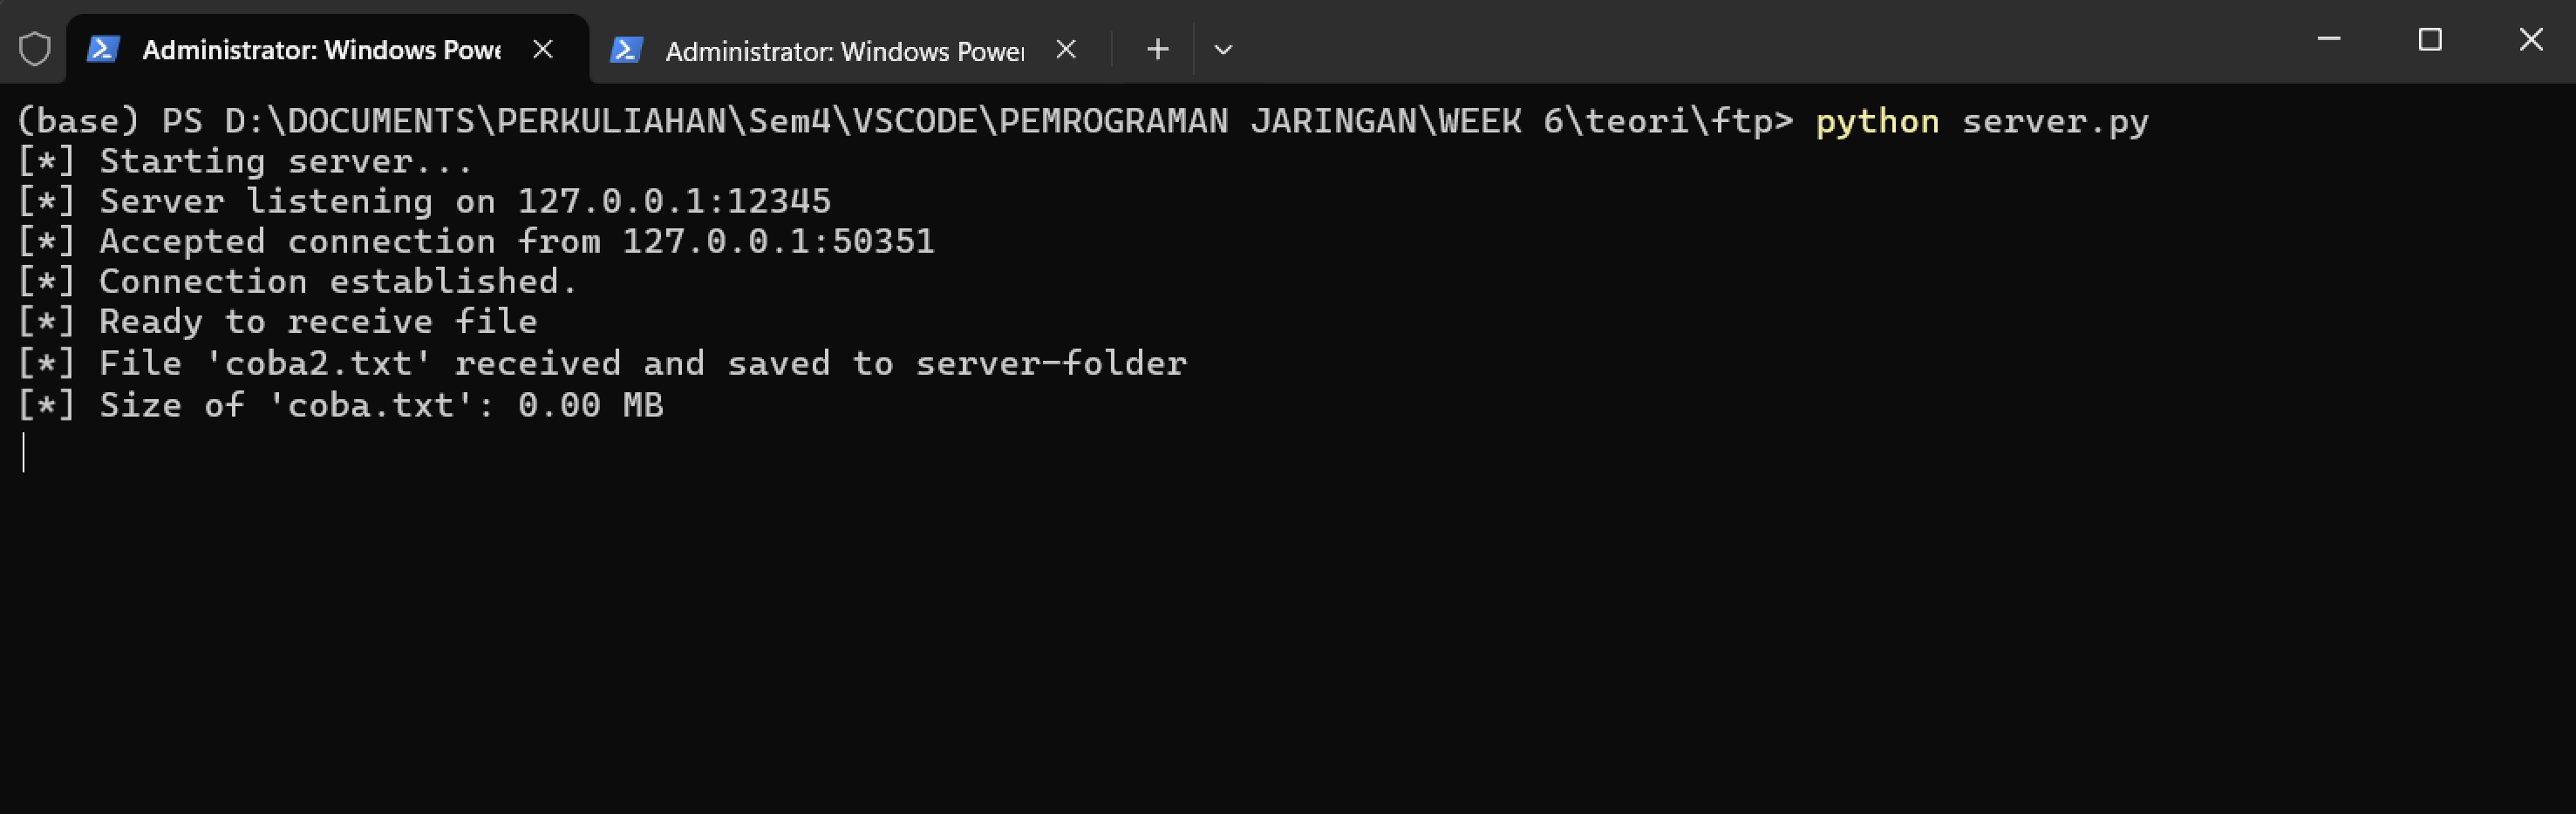 Administrator: Windows Powe
Administrator: Windows Power
(base) PS D:\DOCUMENTS\PERKULIAHAN\Sem4\VSCODE\PEMROGRAMAN JARINGAN\WEEK 6\teori\ftp> python server.py
[*] Starting server...
[*] Server listening on 127.0.0.1:12345
[*] Accepted connection from 127.0.0.1:50351
[*] Connection established.
[*] Ready to receive file
[*] File 'coba2.txt' received and saved to server-folder
[*] Size of 'coba.txt': 0.00 MB